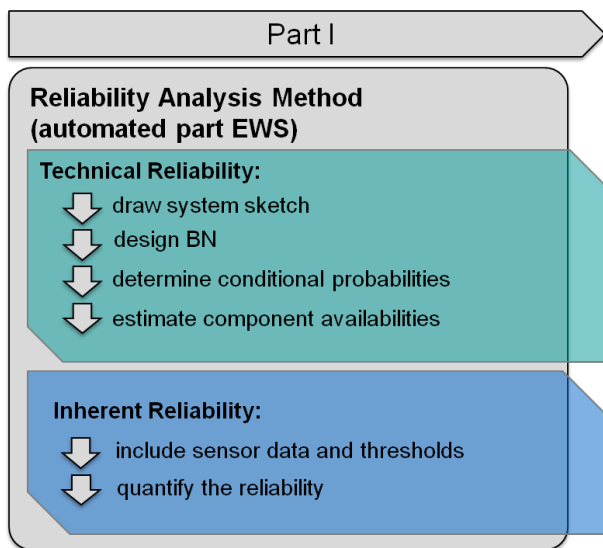 Part I
Reliability Analysis Method
(automated part EWS)
Technical Reliability:
draw system sketch
design BN
determine conditional probabilities
estimate component availabilities
Inherent Reliability:
include sensor data and thresholds
quantify the reliability